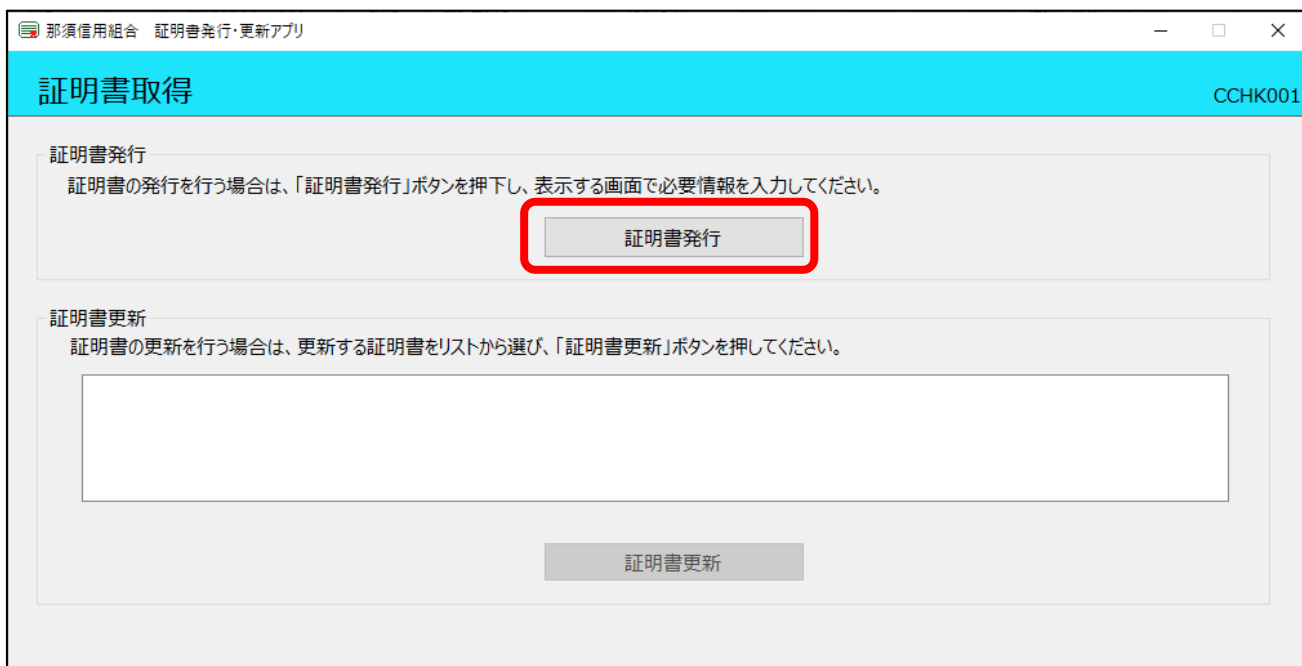 那須信用組合　証明書発行・更新アプリ
証明書取得
CCHK001
証明書発行
証明書の発行を行う場合は、「証明書発行」ボタンを押下し、表示する画面で必要情報を入力してください。
証明書発行
証明書更新
証明書の更新を行う場合は、更新する証明書をリストから選び、「証明書更新」ボタンを押してください。
証明書更新